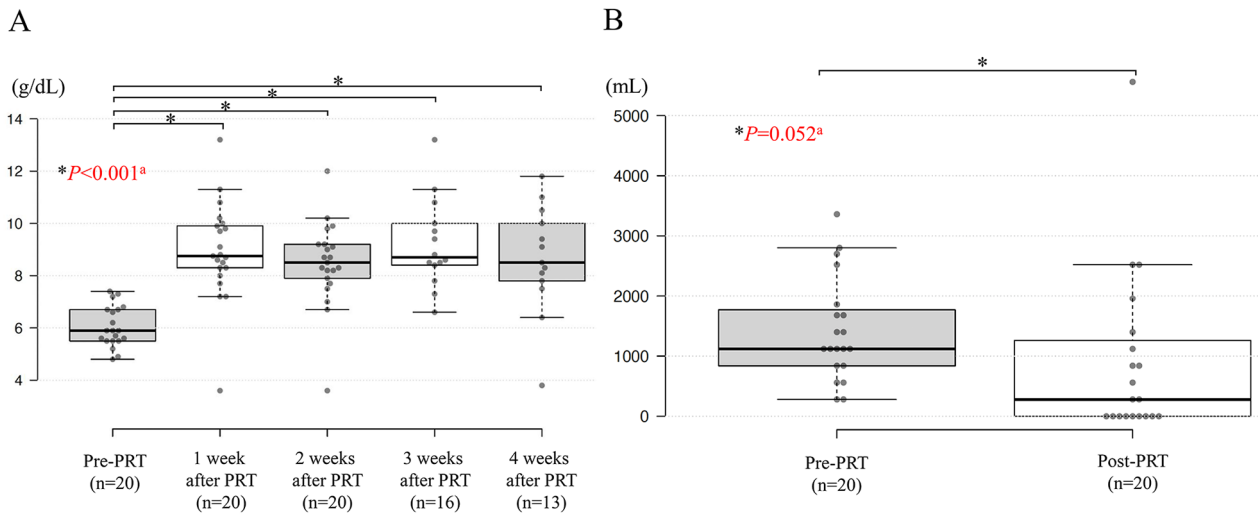 A
(g/dL)
*
*
*
*
14
12
10
8
6
4
*P<0.001ᵃ
Pre-PRT
(n=20)
1 week
after PRT
(n=20)
2 weeks
after PRT
(n=20)
3 weeks
after PRT
(n=16)
4 weeks
after PRT
(n=13)
B
(mL)
*
5000
4000
3000
2000
1000
0
*P=0.052ᵃ
Pre-PRT
(n=20)
Post-PRT
(n=20)